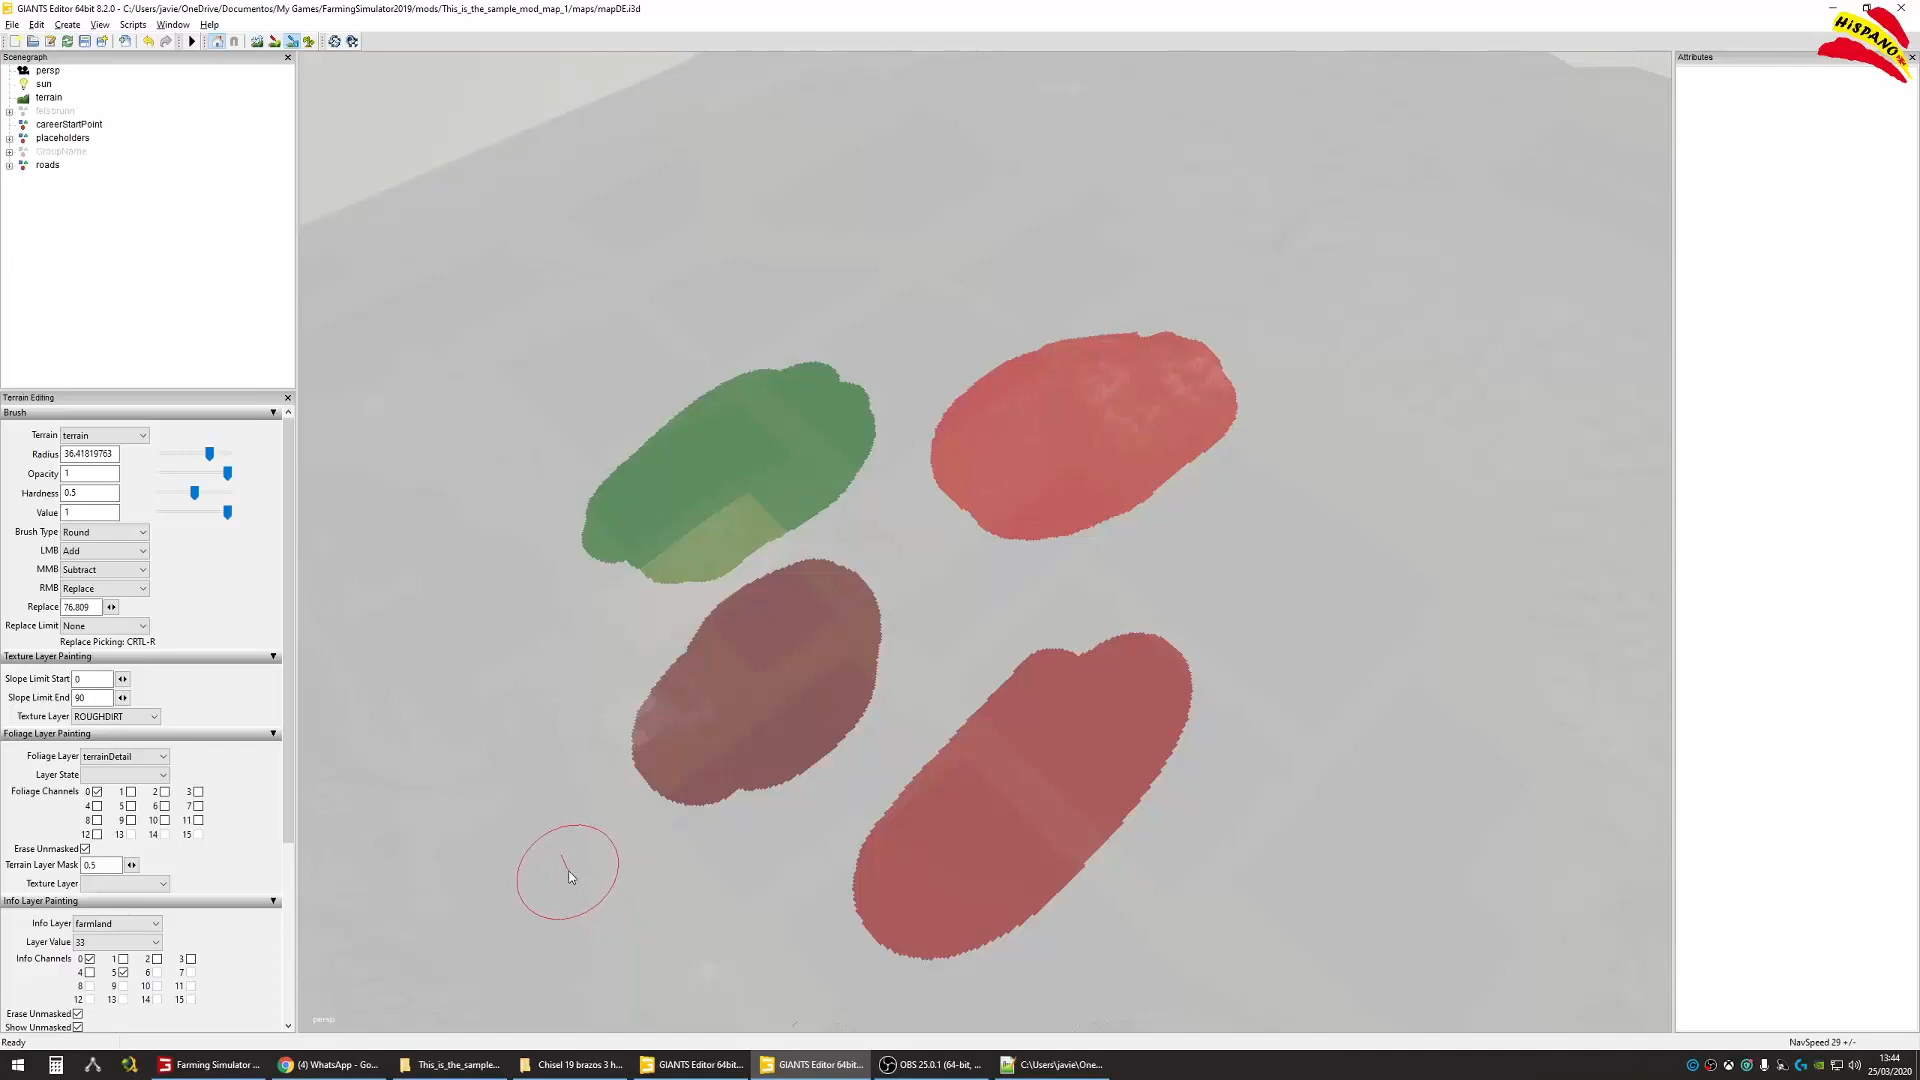 GIANTS Editor 64bit 8.2.0 - C:/Users/javie/OneDrive/Documentos/My Games/FarmingSimulator2019/mods/This_is_the_sample_mod_map_1/maps/mapDE.i3d
File Edit Create View Scripts Window Help
HISPANO
Scenegraph
Attributes
persp
sun
terrain
felsbrunn
careerStartPoint
placeholders
GroupName
roads
Terrain Editing
Brush
Terrain terrain
Radius 36.41819763
Opacity 1
Hardness 0.5
Value 1
Brush Type Round
LMB Add
MMB Subtract
RMB Replace
Replace 76.809
Replace Limit None
Replace Picking: CRTL-R
Texture Layer Painting
Slope Limit Start 0
Slope Limit End 90
Texture Layer ROUGHDIRT
Foliage Layer Painting
Foliage Layer terrainDetail
Layer State
Foliage Channels 0 1 2 3
4 5 6 7
8 9 10 11
12 13 14 15
Erase Unmasked
Terrain Layer Mask 0.5
Texture Layer
Info Layer Painting
Info Layer farmland
Layer Value 33
Info Channels 0 1 2 3
4 5 6 7
8 9 10 11
12 13 14 15
Erase Unmasked
Show Unmasked
persp
Ready
NavSpeed 29 +/-
Farming Simulator ...
(4) WhatsApp - Go...
This_is_the_sample...
Chisel 19 brazos 3 h...
GIANTS Editor 64bit...
GIANTS Editor 64bit...
OBS 25.0.1 (64-bit, ...
C:\Users\javie\One...
13:44
25/03/2020